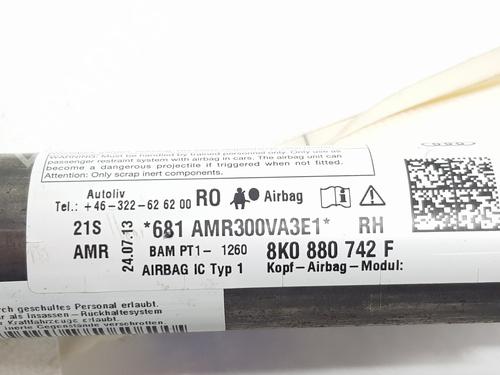 Warning: Must be handled by trained personnel only. Only use as
passenger restraint system with airbag in cars. The airbag unit can
become a dangerous projectile if triggered when not fixed.
Attention: Only scrap inert components.
Autoliv
Tel.: +46-322-62 62 00 RO Airbag
21S *681 AMR300VA3E1* RH
AMR 24.07.13 BAM PT1- 1260 8K0 880 742 F
AIRBAG IC Typ 1 Kopf-Airbag-Modul:
rch geschultes Personal erlaubt.
r als Insassen-Rückhaltesystem
Kraftfahrzeuge erlaubt.
inerte Gegenstände verschrotten.